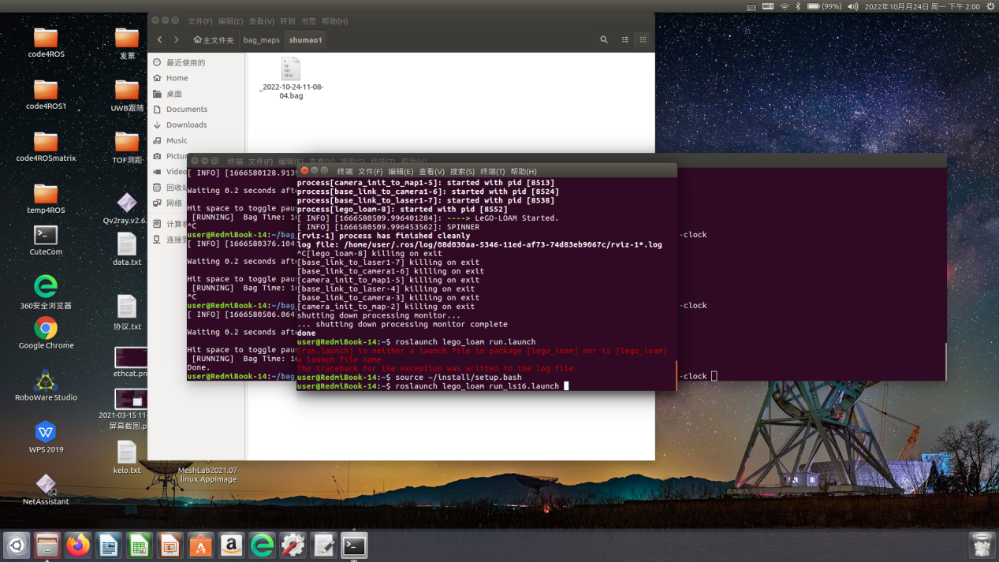 (99%)
2022年10月月24日 周一 下午 2:00
文件(F) 编辑(E) 查看(V) 转到 书签 帮助(H)
主文件夹 bag_maps shumao1
最近使用的
Home
桌面
Documents
Downloads
Music
Pictur
Video
回收站
网络
计算机
连接到
_2022-10-24-11-08-
04.bag
code4ROS
发票
code4ROS1
UWB跟随
code4ROSmatrix
TOF测距-
temp4ROS
Qv2ray.v2.6.
CuteCom
data.txt
360安全浏览器
协议.txt
Google Chrome
ethcat.pn
RoboWare Studio
2021-03-15 11-
屏幕截图.p
WPS 2019
kelo.txt
MeshLab2021.07-
linux.AppImage
NetAssistant
终端 文件(F) 编辑(E) 查看(V) 搜索(S) 终端(T) 帮助(H)
[ INFO] [1666580128.9139
Waiting 0.2 seconds afte
Hit space to toggle paus
[RUNNING] Bag Time: 16
^C
user@RedmiBook-14:~/bag_ -clock
[ INFO] [1666580376.1041
Waiting 0.2 seconds afte
Hit space to toggle paus
[RUNNING] Bag Time: 16
^C
user@RedmiBook-14:~/bag_ -clock
[ INFO] [1666580506.0647
Waiting 0.2 seconds afte
Hit space to toggle paus
[RUNNING] Bag Time: 16
Done.
user@RedmiBook-14:~/bag_ -clock
终端 文件(F) 编辑(E) 查看(V) 搜索(S) 终端(T) 帮助(H)
process[camera_init_to_map1-5]: started with pid [8513]
process[base_link_to_camera1-6]: started with pid [8524]
process[base_link_to_laser1-7]: started with pid [8538]
process[lego_loam-8]: started with pid [8552]
[ INFO] [1666580509.996401284]: ----> LeGO-LOAM Started.
[ INFO] [1666580509.996453562]: SPINNER
[rviz-1] process has finished cleanly
log file: /home/user/.ros/log/08d030aa-5346-11ed-af73-74d83eb9067c/rviz-1*.log
^C[lego_loam-8] killing on exit
[base_link_to_laser1-7] killing on exit
[base_link_to_camera1-6] killing on exit
[camera_init_to_map1-5] killing on exit
[base_link_to_laser-4] killing on exit
[base_link_to_camera-3] killing on exit
[camera_init_to_map-2] killing on exit
shutting down processing monitor...
... shutting down processing monitor complete
done
user@RedmiBook-14:~$ roslaunch lego_loam run.launch
[run.launch] is neither a launch file in package [lego_loam] nor is [lego_loam]
a launch file name
The traceback for the exception was written to the log file
user@RedmiBook-14:~$ source ~/install/setup.bash
user@RedmiBook-14:~$ roslaunch lego_loam run_ls16.launch